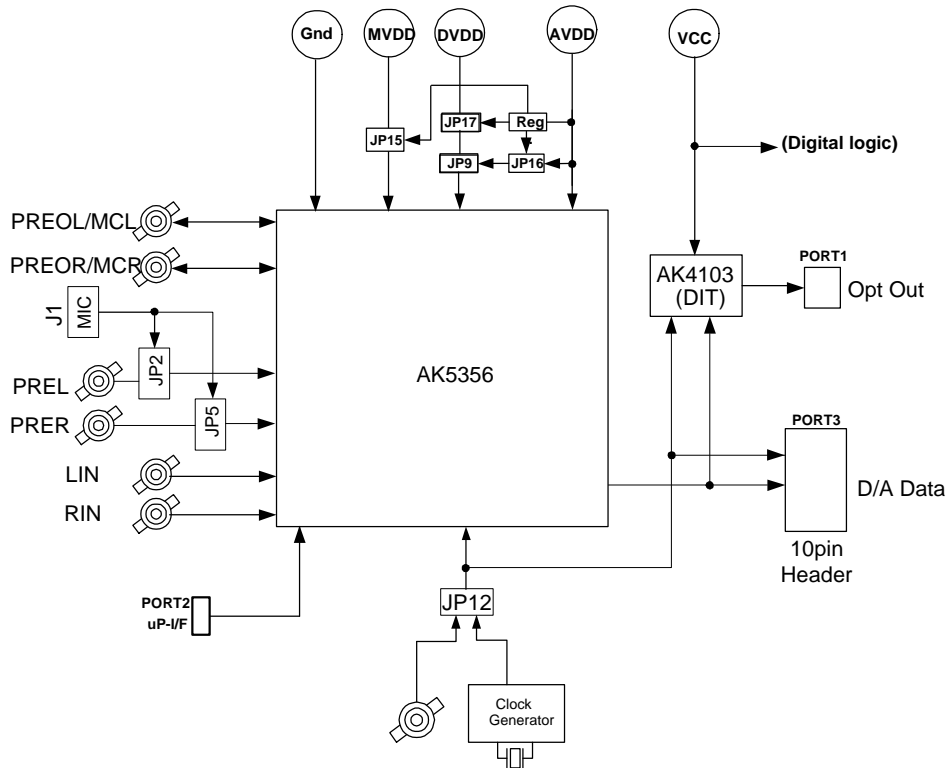 Gnd
MVDD
DVDD
AVDD
VCC
JP17
Reg
JP15
JP9
JP16
(Digital logic)
PREOL/MCL
PREOR/MCR
AK4103
(DIT)
PORT1
Opt Out
J1
MIC
JP2
PREL
AK5356
JP5
PRER
PORT3
LIN
D/A Data
RIN
10pin
Header
PORT2
uP-I/F
JP12
Clock
Generator